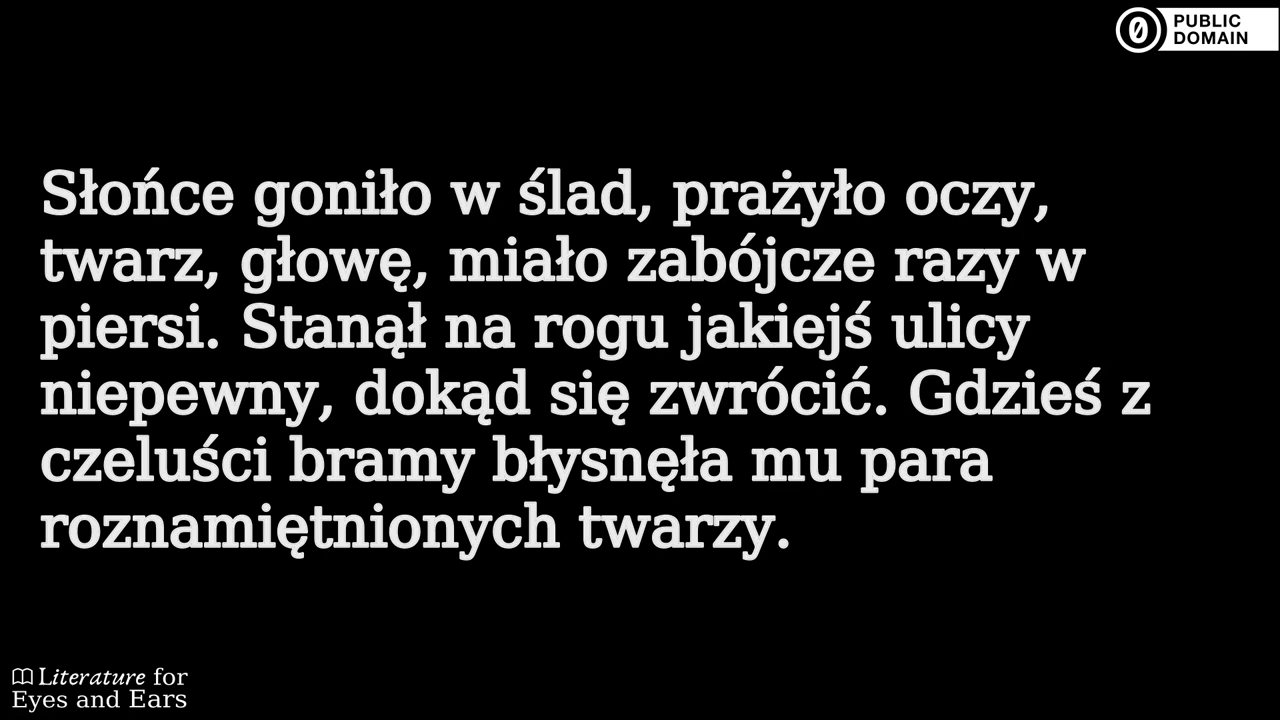 PUBLIC
DOMAIN
Słońce goniło w ślad, prażyło oczy,
twarz, głowę, miało zabójcze razy w
piersi. Stanął na rogu jakiejś ulicy
niepewny, dokąd się zwrócić. Gdzieś z
czeluści bramy błysnęła mu para
roznamiętnionych twarzy.
Literature for
Eyes and Ears